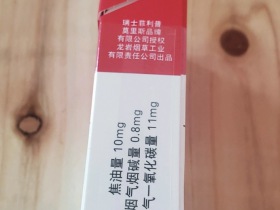 瑞士菲利普
莫里斯品牌
有限公司授权
龙岩烟草工业
有限责任公司出品
焦油量 10mg
烟气烟碱量 0.8mg
气一氧化碳量 11mg